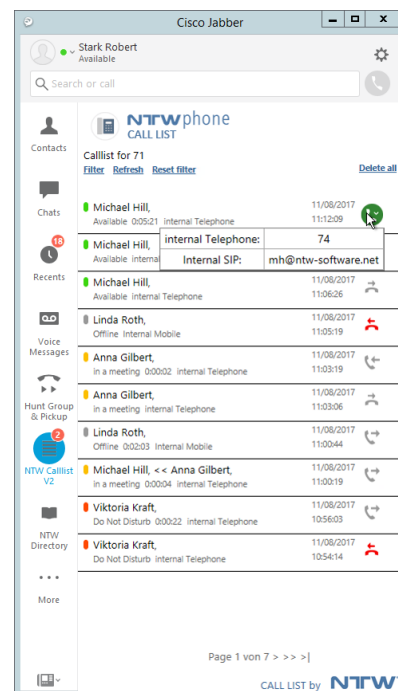 Cisco Jabber
Stark Robert
Available
Search or call
Contacts
Chats
18
Recents
Voice
Messages
Hunt Group
& Pickup
2
NTW Calllist
V2
NTW
Directory
More
NTWphone
CALL LIST
Calllist for 71
Filter Refresh Reset filter Delete all
Michael Hill, 11/08/2017
Available 0:05:21 internal Telephone 11:12:09
Michael Hill,
Available internal
internal Telephone: 74
Internal SIP: mh@ntw-software.net
Michael Hill, 11/08/2017
Available internal Telephone 11:06:26
Linda Roth, 11/08/2017
Offline Internal Mobile 11:05:19
Anna Gilbert, 11/08/2017
in a meeting 0:00:02 internal Telephone 11:03:19
Anna Gilbert, 11/08/2017
in a meeting internal Telephone 11:03:06
Linda Roth, 11/08/2017
Offline 0:02:03 Internal Mobile 11:00:44
Michael Hill, << Anna Gilbert, 11/08/2017
in a meeting 0:00:04 internal Telephone 11:00:19
Viktoria Kraft, 11/08/2017
Do Not Disturb 0:00:22 internal Telephone 10:56:03
Viktoria Kraft, 11/08/2017
Do Not Disturb internal Telephone 10:54:14
Page 1 von 7 > >> >|
CALL LIST by NTW